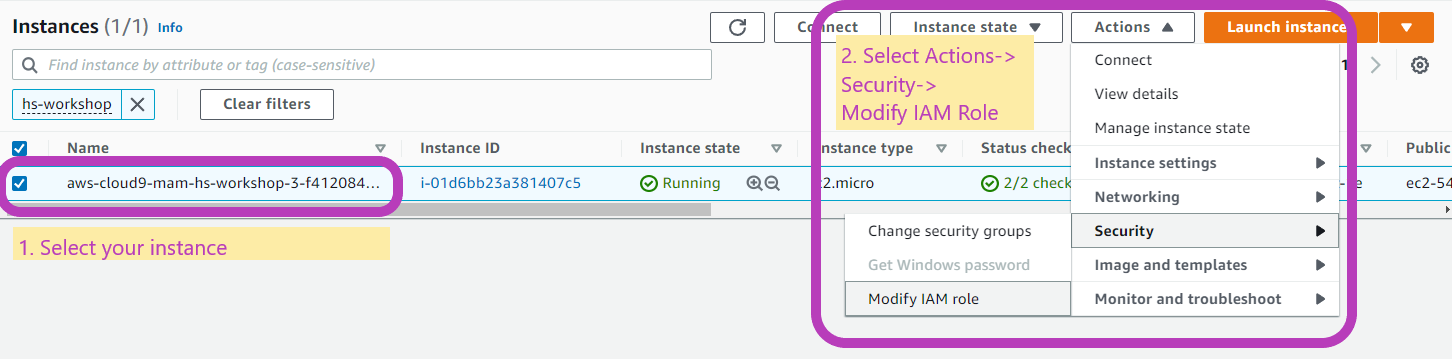 Instances (1/1) Info
Connect
Instance state
Actions
Launch instance
Find instance by attribute or tag (case-sensitive)
hs-workshop
Clear filters
2. Select Actions->
Security->
Modify IAM Role
Connect
View details
Manage instance state
Instance settings
Networking
Security
Image and templates
Monitor and troubleshoot
Change security groups
Get Windows password
Modify IAM role
Name
Instance ID
Instance state
Instance type
Status check
Public
aws-cloud9-mam-hs-workshop-3-f412084...
i-01d6bb23a381407c5
Running
2.micro
2/2 check
ec2-54
1. Select your instance